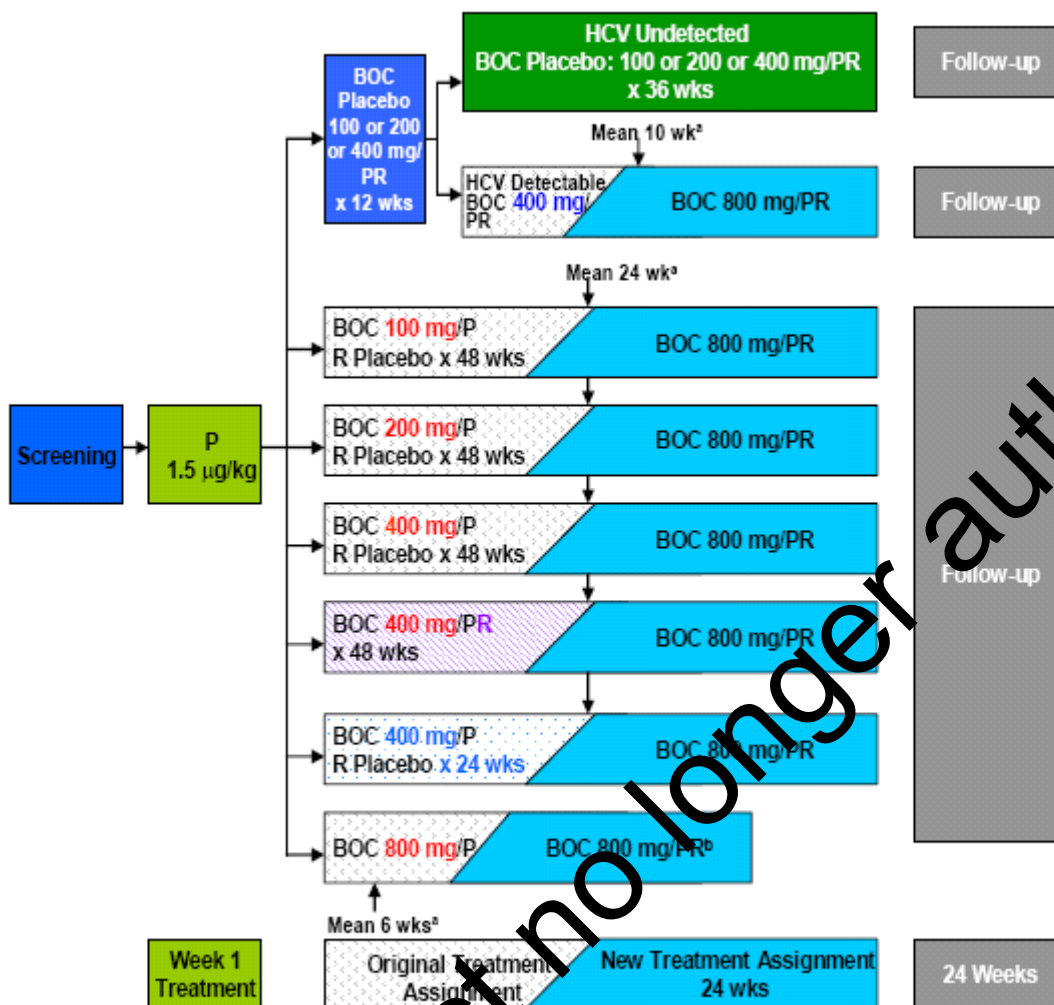 HCV Undetected
BOC Placebo: 100 or 200 or 400 mg/PR
x 36 wks
Follow-up
BOC
Placebo
100 or 200
or 400 mg/
PR
x 12 wks
Mean 10 wkª
HCV Detectable
BOC 400 mg/
PR
BOC 800 mg/PR
Follow-up
Mean 24 wkª
BOC 100 mg/P
R Placebo x 48 wks
BOC 800 mg/PR
Screening
P
1.5 µg/kg
BOC 200 mg/P
R Placebo x 48 wks
BOC 800 mg/PR
BOC 400 mg/P
R Placebo x 48 wks
BOC 800 mg/PR
Follow-up
BOC 400 mg/PR
x 48 wks
BOC 800 mg/PR
BOC 400 mg/P
R Placebo x 24 wks
BOC 800 mg/PR
BOC 800 mg/P
BOC 800 mg/PRᵇ
Mean 6 wksª
Week 1
Treatment
Original Treatment
Assignment
New Treatment Assignment
24 wks
24 Weeks
no longer